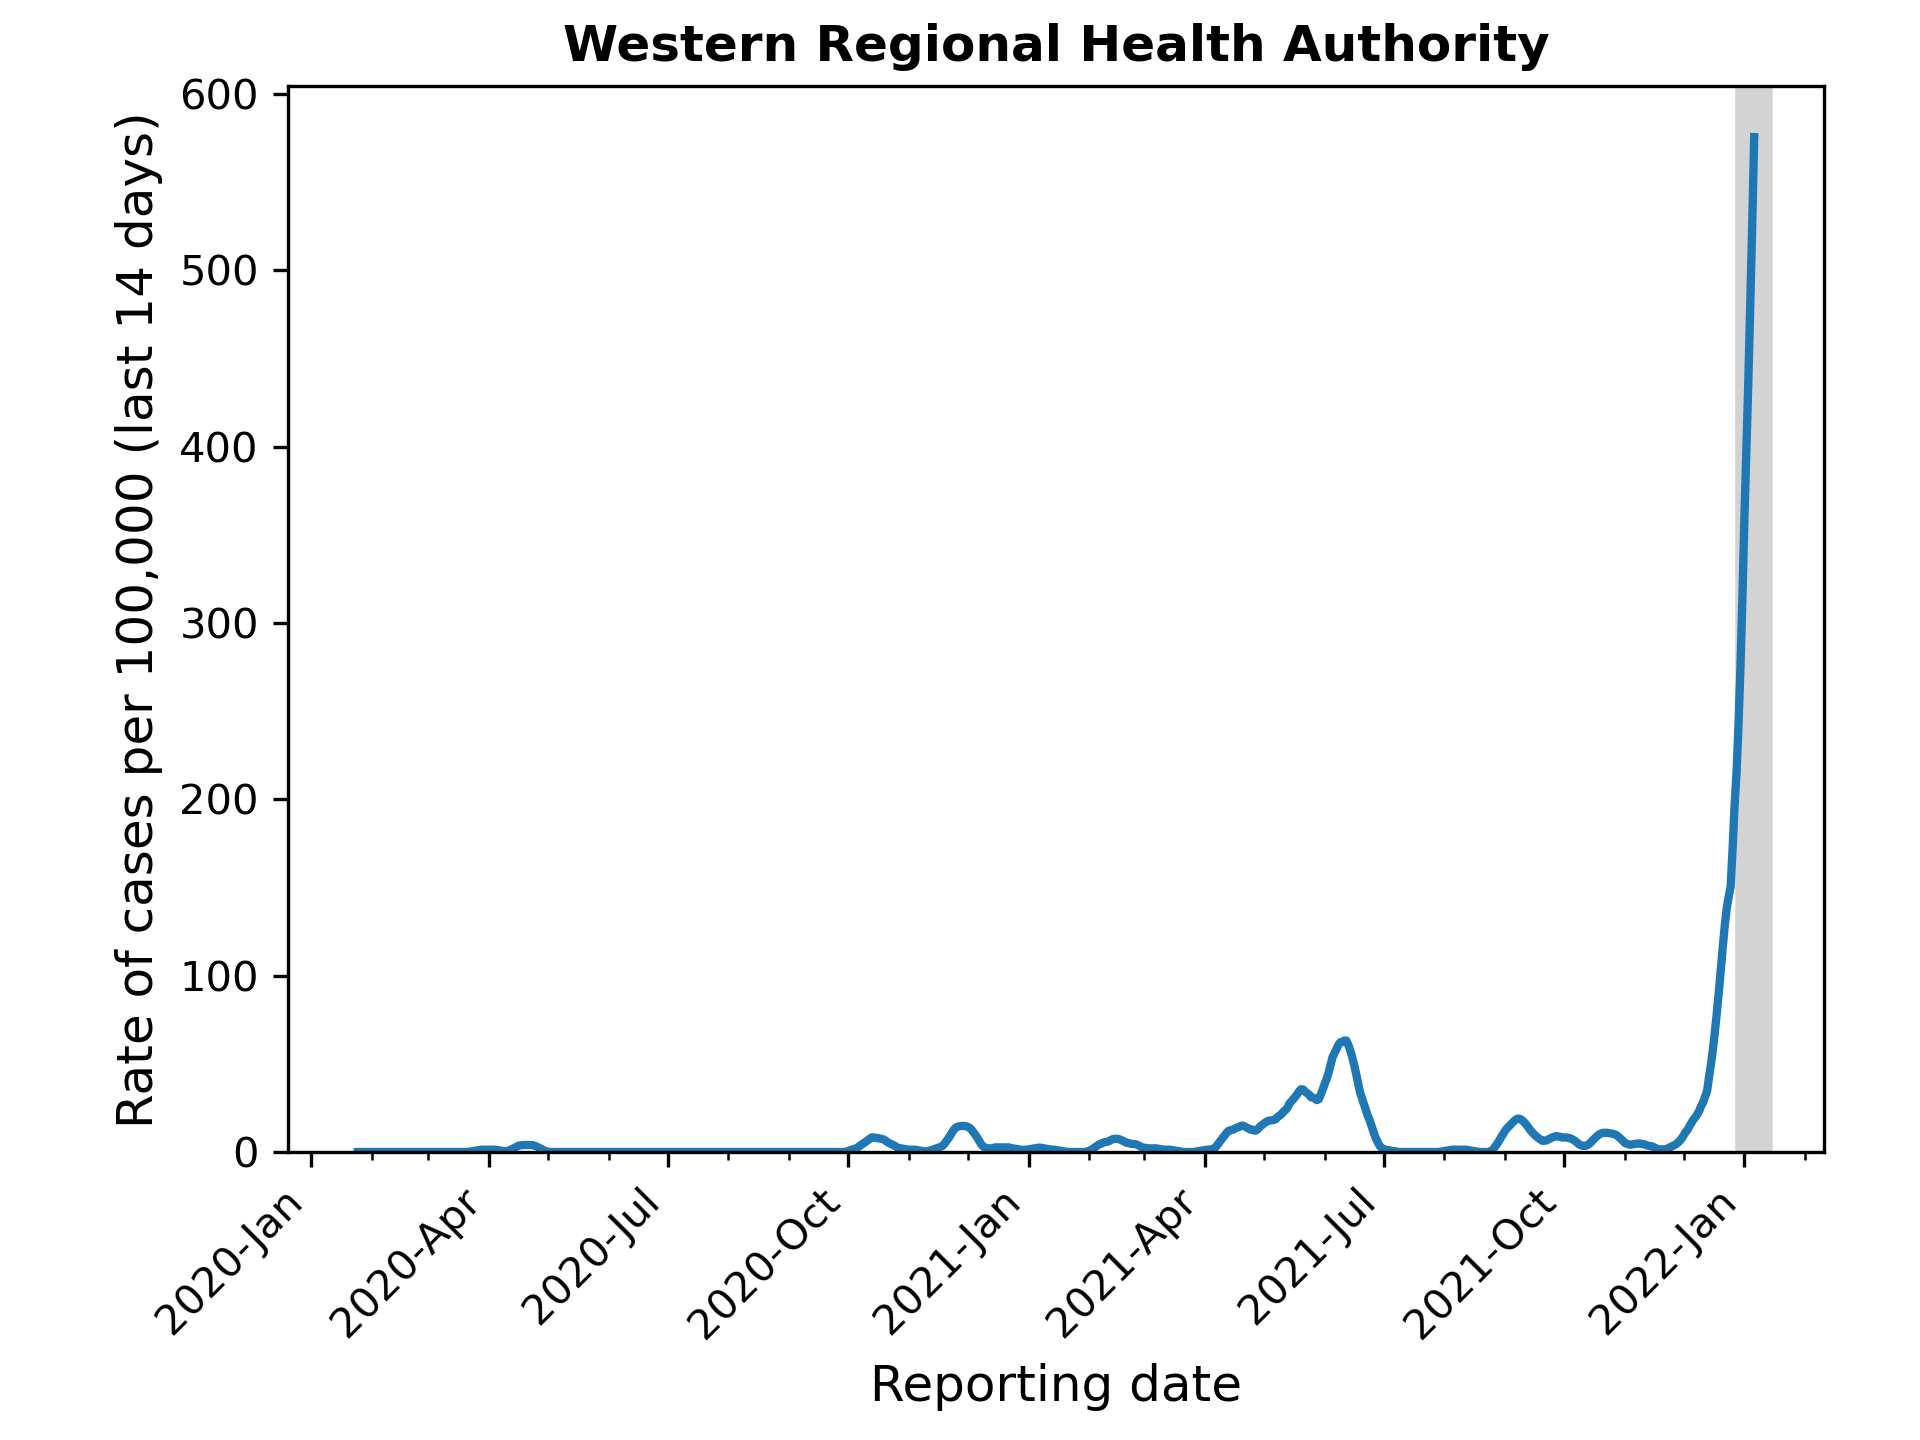 Western Regional Health Authority
Rate of cases per 100,000 (last 14 days)
600
500
400
300
200
100
0
2020-Jan
2020-Apr
2020-Jul
2020-Oct
2021-Jan
2021-Apr
2021-Jul
2021-Oct
2022-Jan
Reporting date